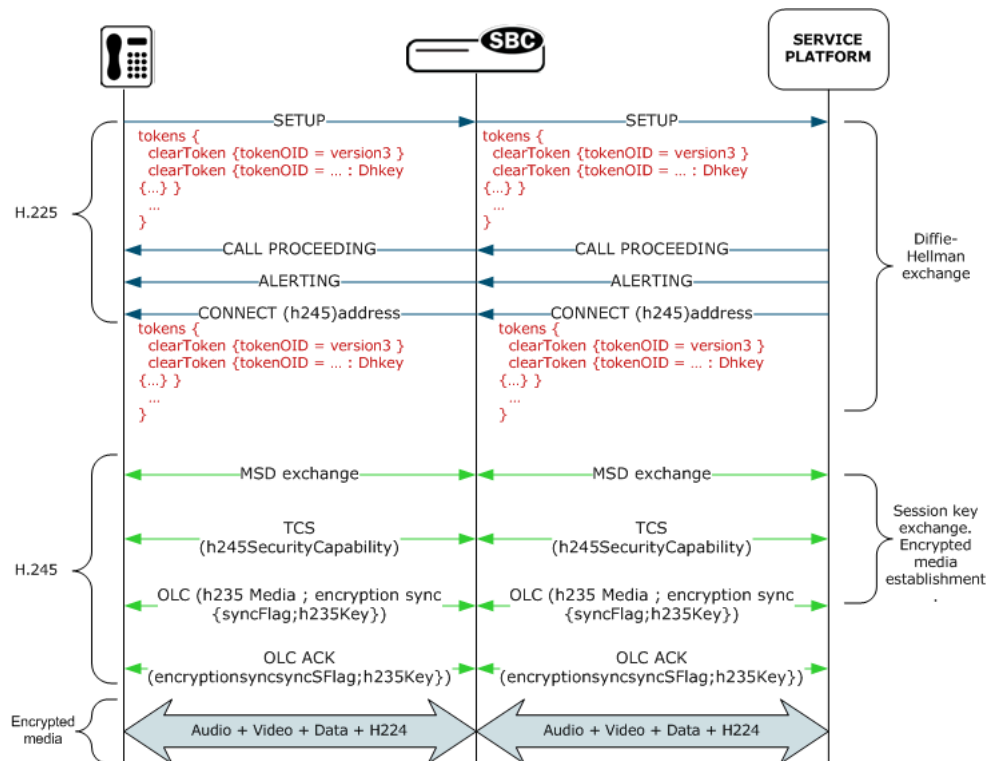 SBC
SERVICE
PLATFORM
SETUP
SETUP
tokens {
clearToken {tokenOID = version3 }
clearToken {tokenOID = ... : Dhkey
{...} }
...
}
tokens {
clearToken {tokenOID = version3 }
clearToken {tokenOID = ... : Dhkey
{...} }
...
}
H.225
CALL PROCEEDING
CALL PROCEEDING
Diffie-
Hellman
exchange
ALERTING
ALERTING
CONNECT (h245)address
CONNECT (h245)address
tokens {
clearToken {tokenOID = version3 }
clearToken {tokenOID = ... : Dhkey
{...} }
...
}
tokens {
clearToken {tokenOID = version3 }
clearToken {tokenOID = ... : Dhkey
{...} }
...
}
MSD exchange
MSD exchange
Session key
exchange.
Encrypted
media
establishment
.
TCS
(h245SecurityCapability)
TCS
(h245SecurityCapability)
H.245
OLC (h235 Media ; encryption sync
{syncFlag;h235Key})
OLC (h235 Media ; encryption sync
{syncFlag;h235Key})
OLC ACK
(encryptionsyncsyncSFlag;h235Key})
OLC ACK
(encryptionsyncsyncSFlag;h235Key})
Encrypted
media
Audio + Video + Data + H224
Audio + Video + Data + H224